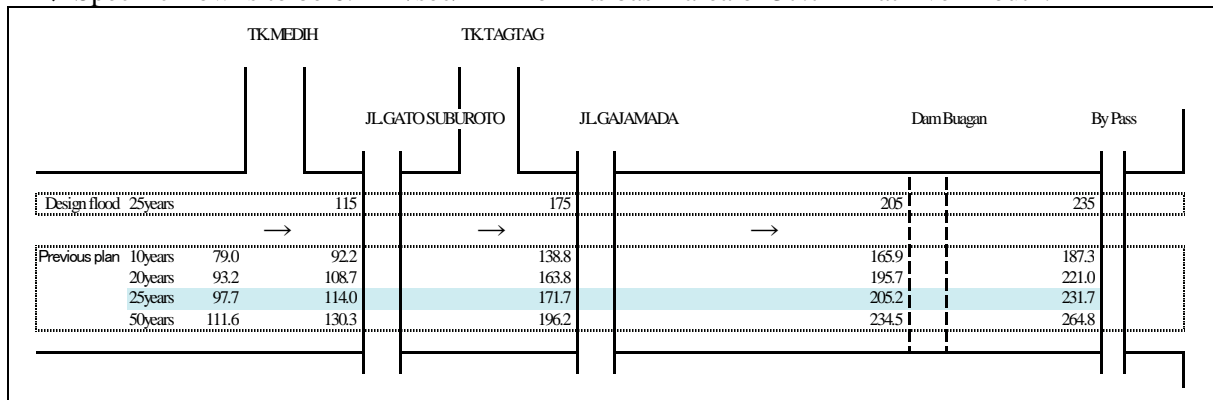 TK.MEDIH TK.TAGTAG
JL.GATO SUBUROTO JL.GAJAMADA Dam Buagan By Pass
Design flood 25years 115 175 205 235
→ → →
Previous plan 10years 79.0 92.2 138.8 165.9 187.3
20years 93.2 108.7 163.8 195.7 221.0
25years 97.7 114.0 171.7 205.2 231.7
50years 111.6 130.3 196.2 234.5 264.8